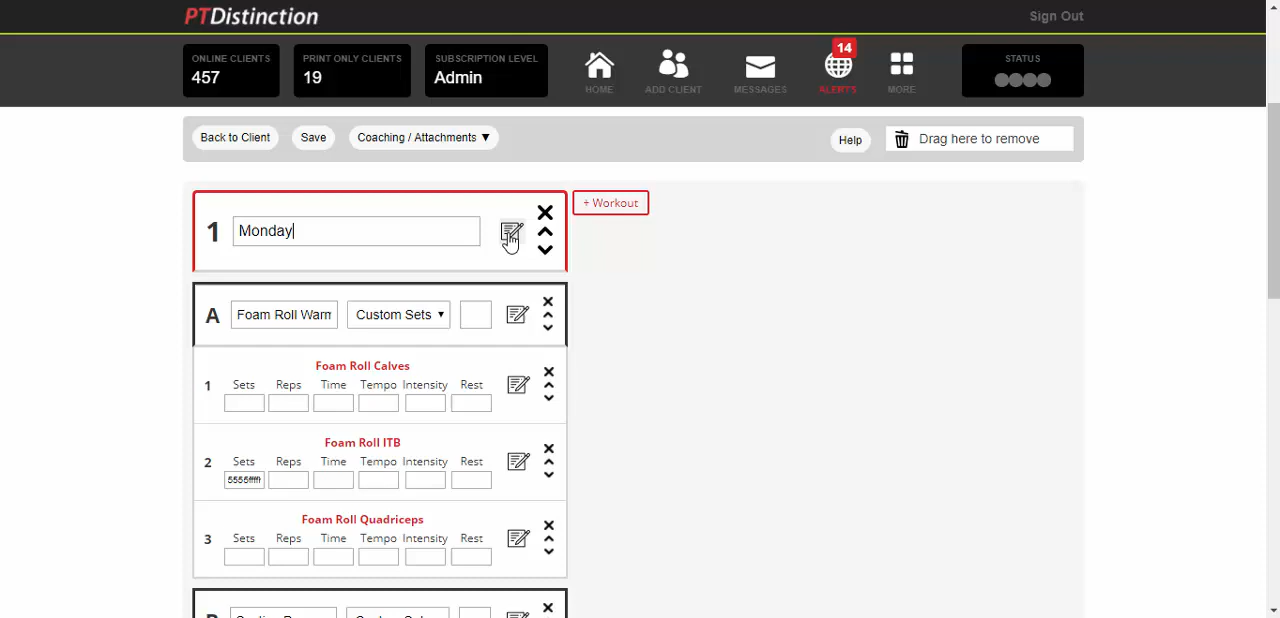 PTDistinction
Sign Out
ONLINE CLIENTS
457
PRINT ONLY CLIENTS
19
SUBSCRIPTION LEVEL
Admin
HOME
ADD CLIENT
MESSAGES
14
ALERTS
MORE
STATUS
Back to Client
Save
Coaching / Attachments ▼
Help
Drag here to remove
1 Monday
+ Workout
A Foam Roll Warm Custom Sets
Foam Roll Calves
1 Sets Reps Time Tempo Intensity Rest
Foam Roll ITB
2 Sets Reps Time Tempo Intensity Rest
Foam Roll Quadriceps
3 Sets Reps Time Tempo Intensity Rest